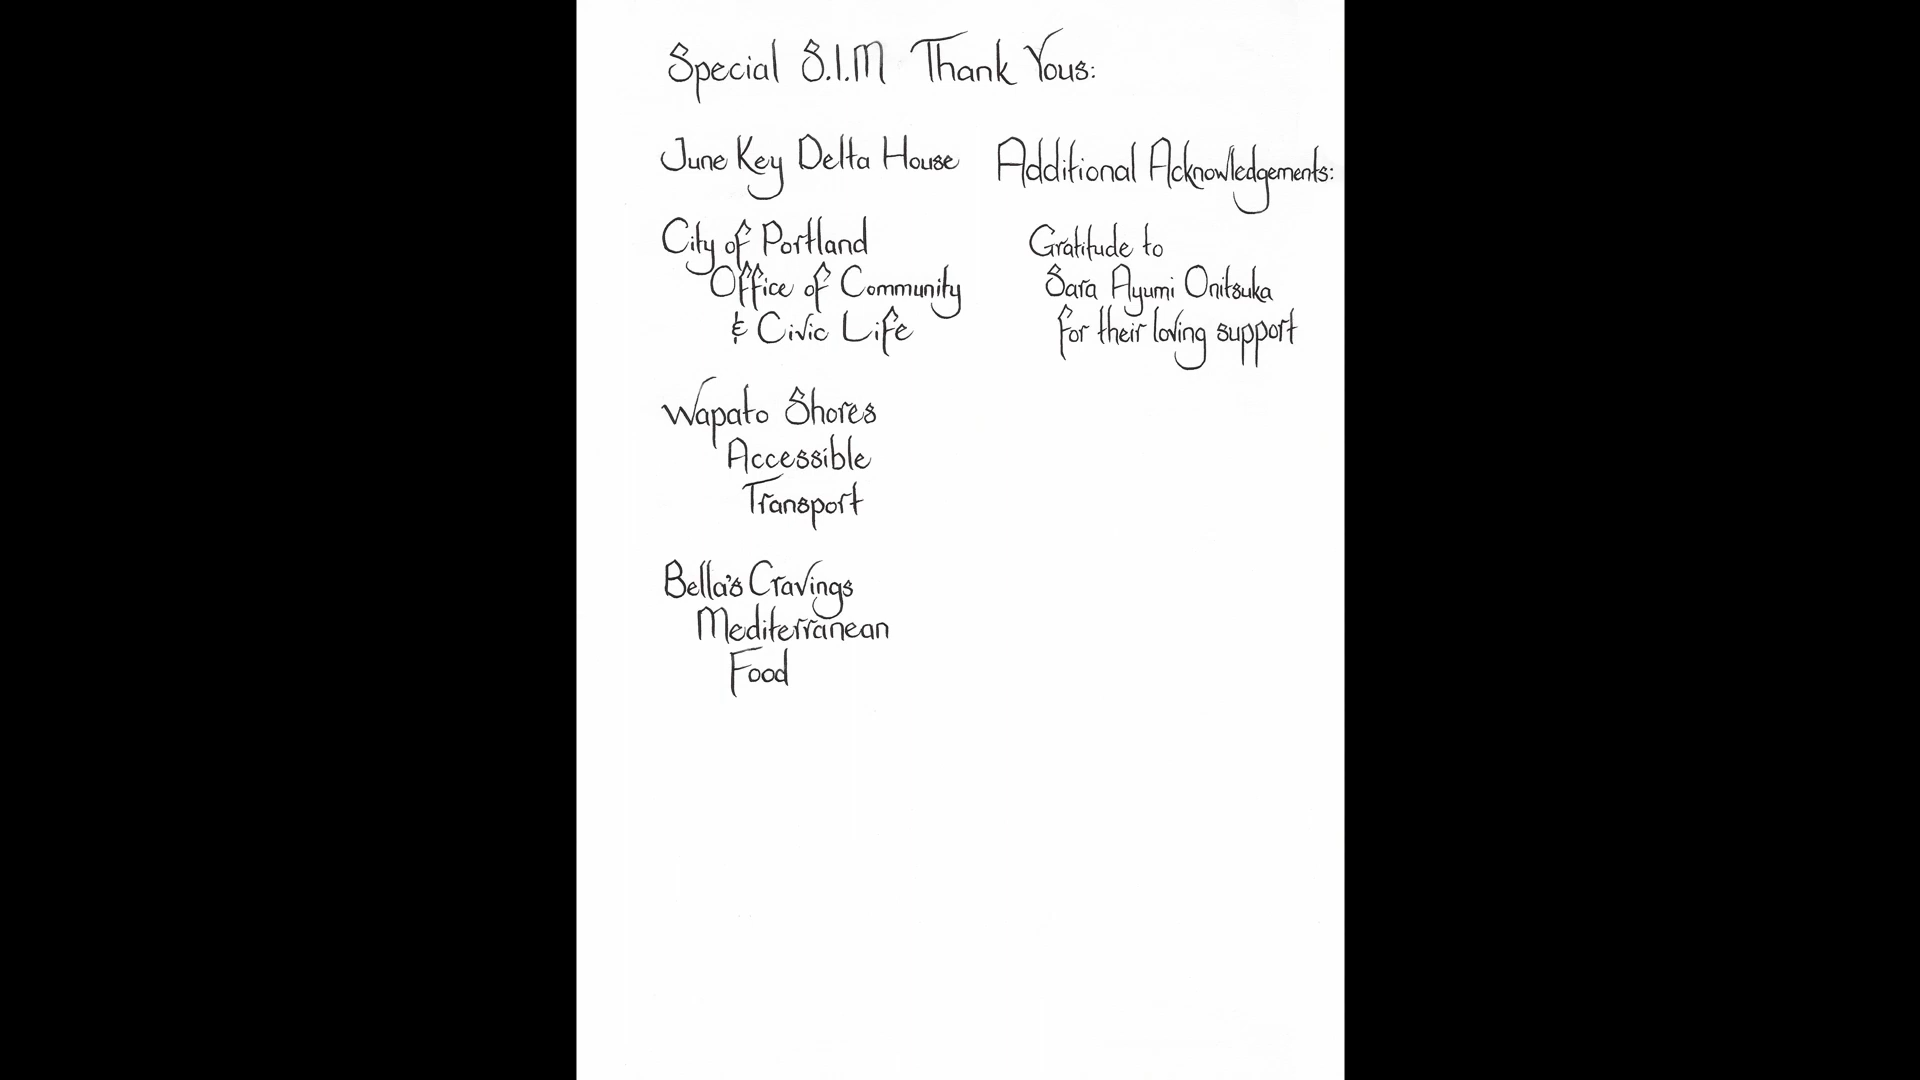 Special S.I.M Thank Yous:
June Key Delta House
City of Portland
Office of Community
& Civic Life
Wapato Shores
Accessible
Transport
Bella's Cravings
Mediterranean
Food
Additional Acknowledgements:
Gratitude to
Sara Ayumi Onitsuka
for their loving support